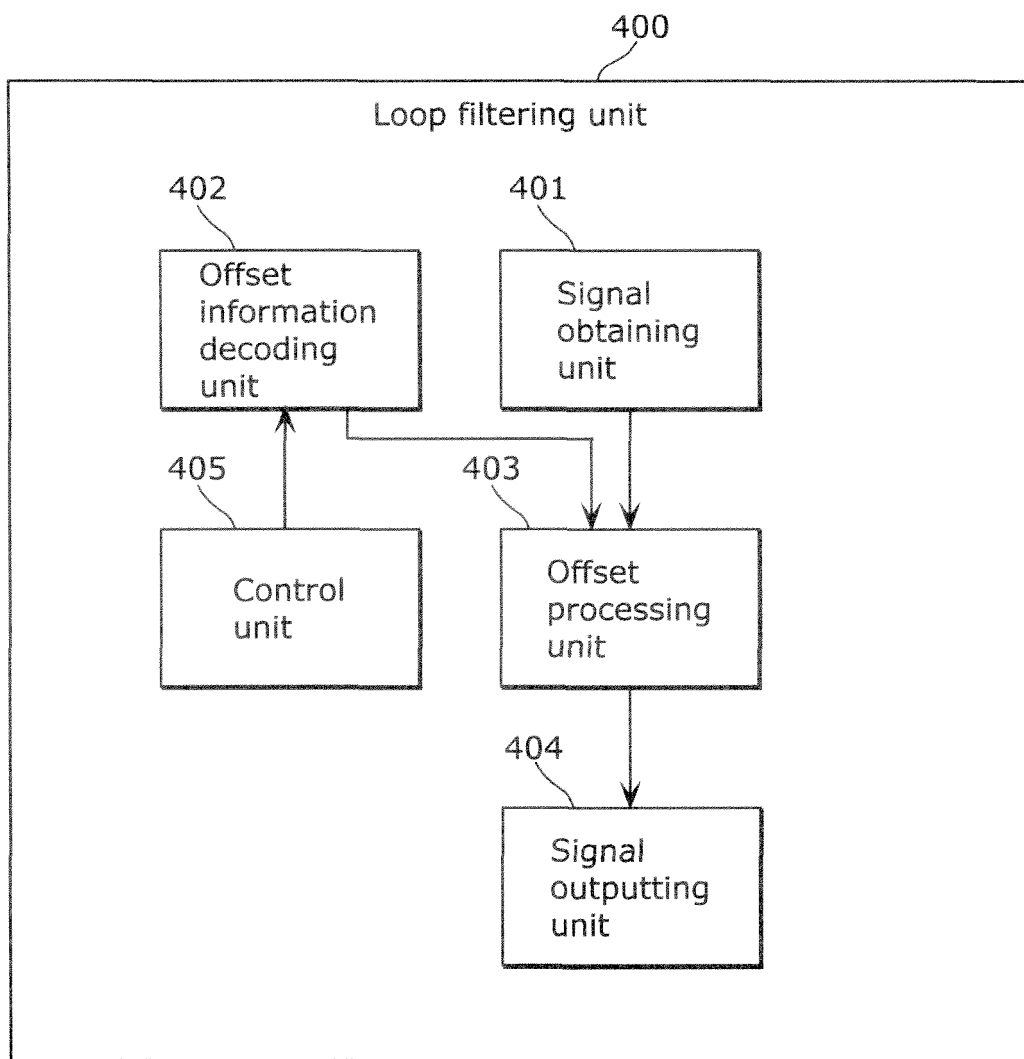 400
Loop filtering unit
402
401
Offset
information
decoding
unit
Signal
obtaining
unit
405
403
Control
unit
Offset
processing
unit
404
Signal
outputting
unit